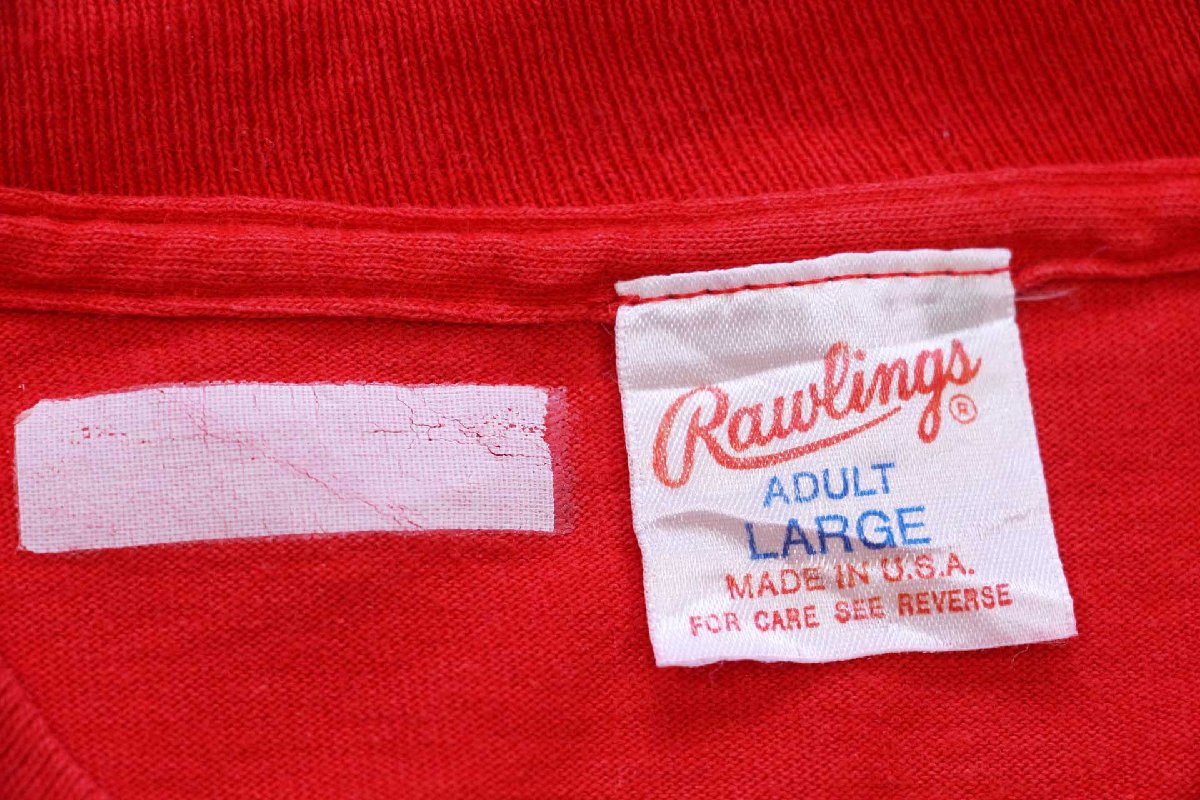 Rawlings®
ADULT
LARGE
MADE IN U.S.A.
FOR CARE SEE REVERSE